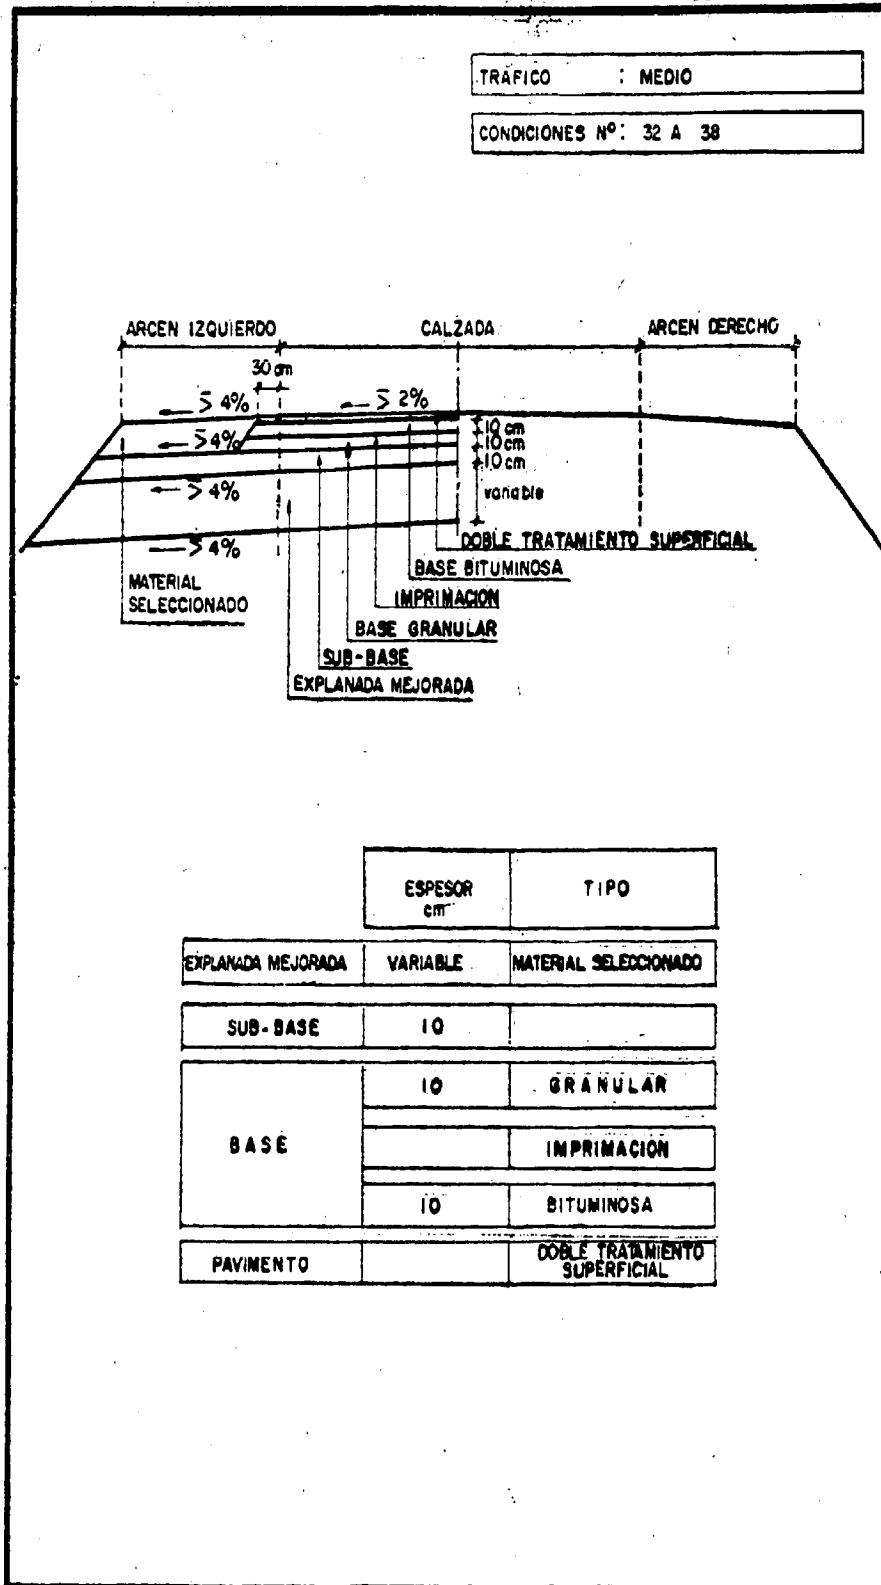 TRAFICO : MEDIO
CONDICIONES Nº: 32 A 38
ARCEN IZQUIERDO CALZADA ARCEN DERECHO
30 cm
> 4% > 2%
10 cm
> 4% 10 cm
10 cm
> 4% variable
> 4% DOBLE TRATAMIENTO SUPERFICIAL
BASE BITUMINOSA
MATERIAL
SELECCIONADO
IMPRIMACION
BASE GRANULAR
SUB-BASE
EXPLANADA MEJORADA
ESPESOR
cm
TIPO
EXPLANADA MEJORADA VARIABLE MATERIAL SELECCIONADO
SUB-BASE 10
BASE
10 GRANULAR
IMPRIMACION
10 BITUMINOSA
PAVIMENTO
DOBLE TRATAMIENTO
SUPERFICIAL